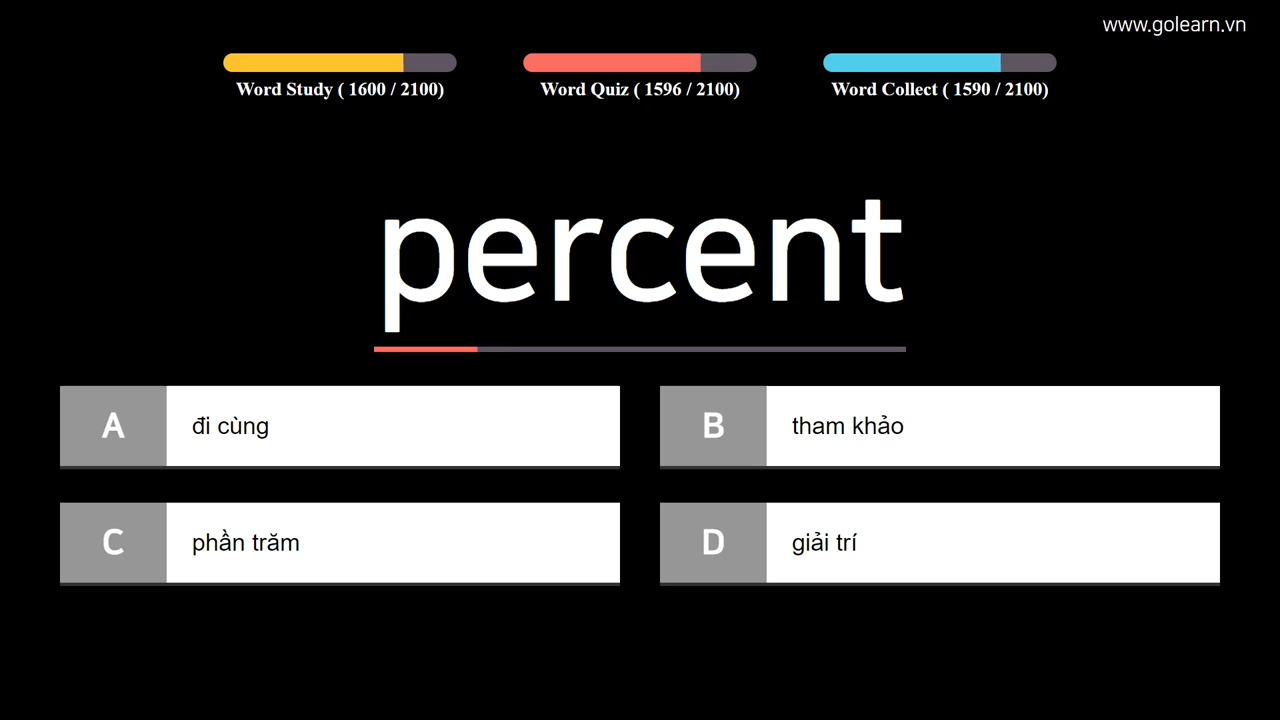 www.golearn.vn
Word Study ( 1600 / 2100)
Word Quiz ( 1596 / 2100)
Word Collect ( 1590 / 2100)
percent
A đi cùng
B tham khảo
C phần trăm
D giải trí